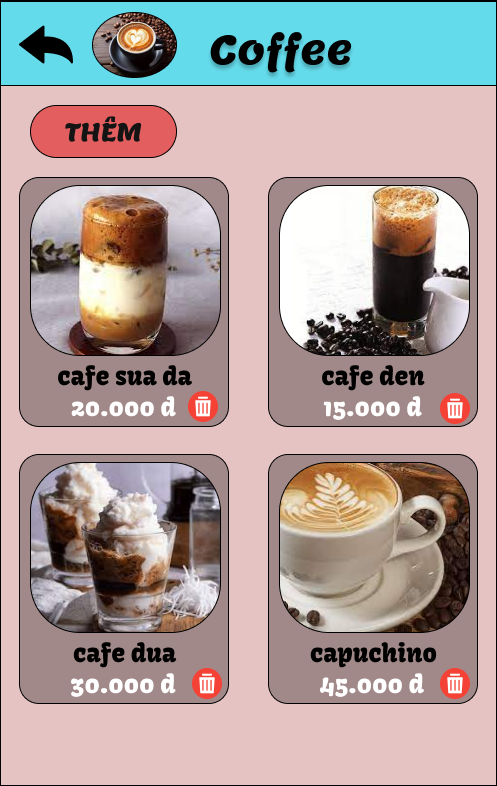 Coffee
THÊM
cafe sua da
20.000 d
cafe den
15.000 d
cafe dua
30.000 d
capuchino
45.000 d